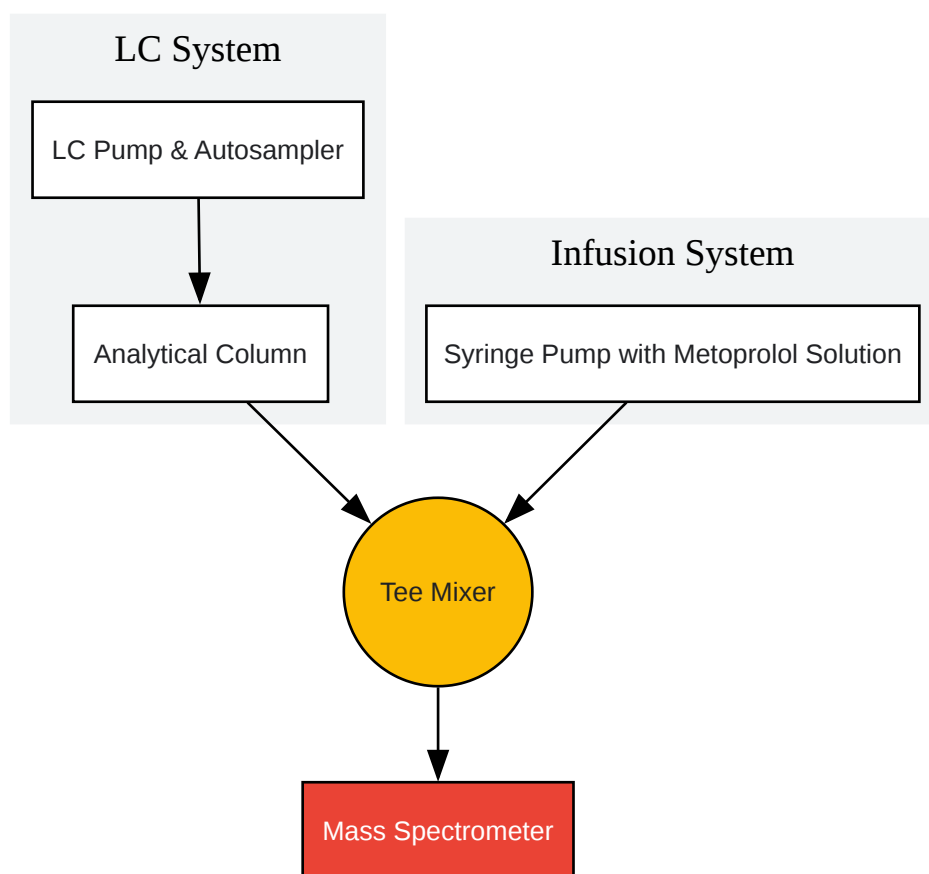 LC System
LC Pump & Autosampler
Analytical Column
Infusion System
Syringe Pump with Metoprolol Solution
Tee Mixer
Mass Spectrometer